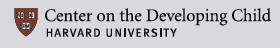 Center on the Developing Child
HARVARD UNIVERSITY